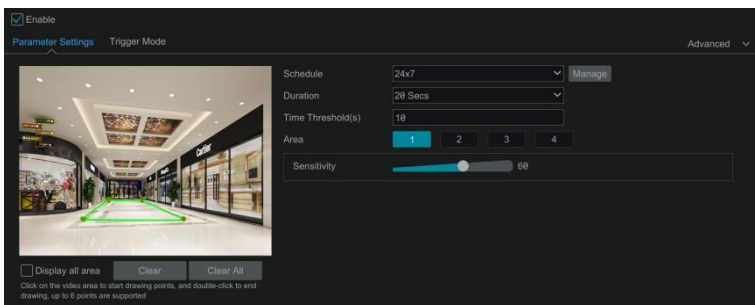 Enable
Parameter Settings Trigger Mode Advanced
Schedule 24x7 Manage
Duration 20 Secs
Time Threshold(s) 10
Area 1 2 3 4
Sensitivity 60
Cartier
Display all area Clear Clear All
Click on the video area to start drawing points, and double-click to end
drawing, up to 6 points are supported